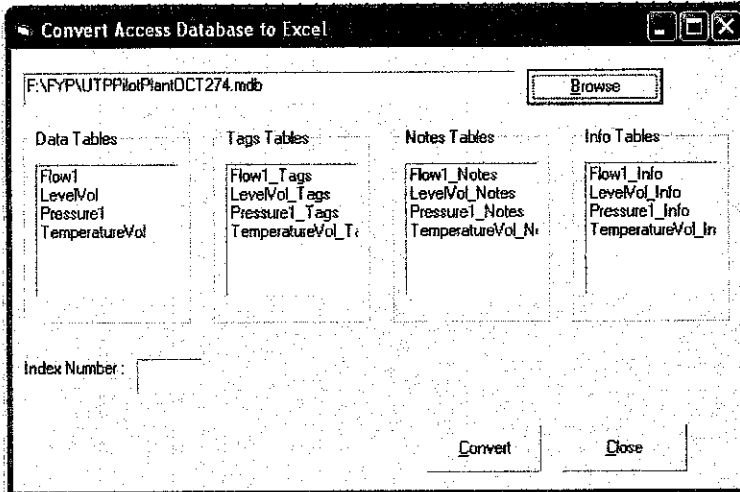 Convert Access Database to Excel
F:\FYP\UTPPilotPlantOCT274.mdb
Browse
Data Tables
Flow1
LevelVol
Pressure1
TemperatureVol
Tags Tables
Flow1_Tags
LevelVol_Tags
Pressure1_Tags
TemperatureVol_Ta
Notes Tables
Flow1_Notes
LevelVol_Notes
Pressure1_Notes
TemperatureVol_No
Info Tables
Flow1_Info
LevelVol_Info
Pressure1_Info
TemperatureVol_In
Index Number :
Convert
Close